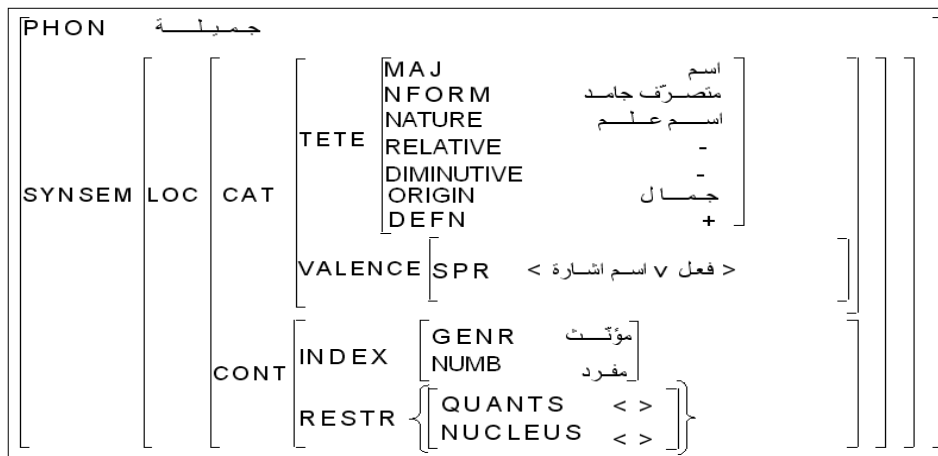 PHON جميلة
MAJ اسم
NFORM متصرّف جامد
NATURE اسم علم
TETE
RELATIVE -
DIMINUTIVE -
SYNSEM LOC CAT
ORIGIN جمال
DEFN +
VALENCE SPR < فعل v اسم اشارة >
GENR مؤنّث
INDEX
NUMB مفرد
CONT
QUANTS < >
RESTR
NUCLEUS < >